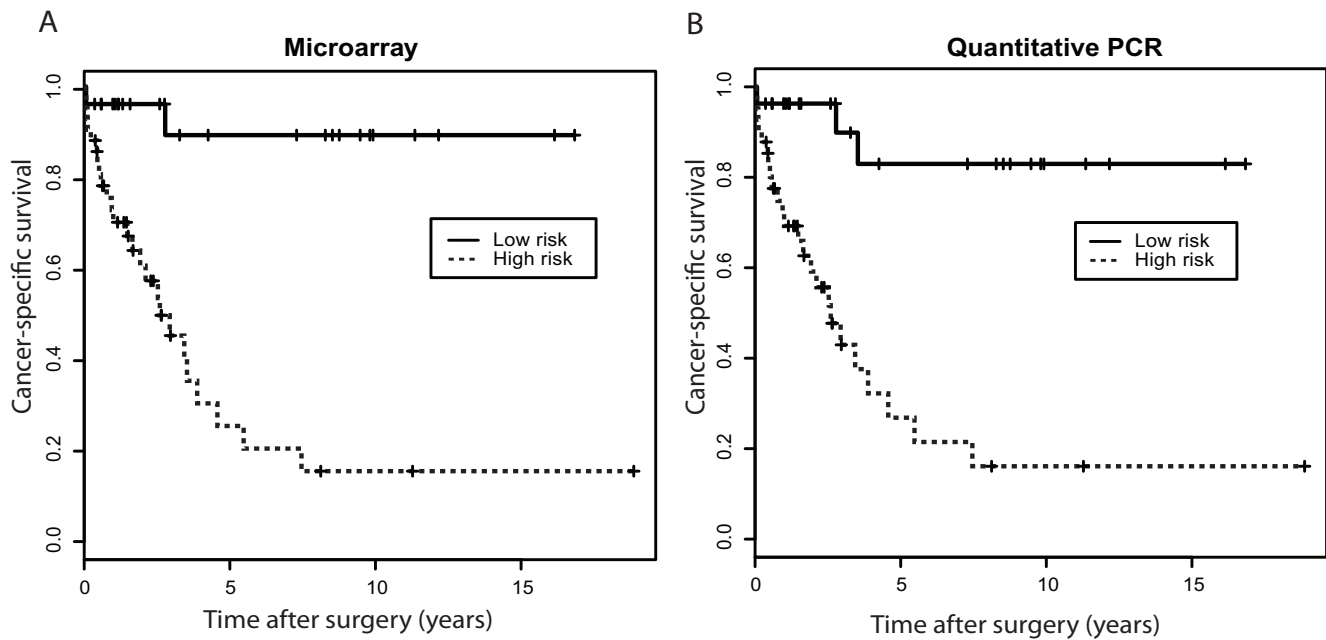 A
Microarray
Cancer-specific survival
1.0
0.8
0.6
0.4
0.2
0.0
Low risk
High risk
0 5 10 15
Time after surgery (years)
B
Quantitative PCR
Cancer-specific survival
1.0
0.8
0.6
0.4
0.2
0.0
Low risk
High risk
0 5 10 15
Time after surgery (years)